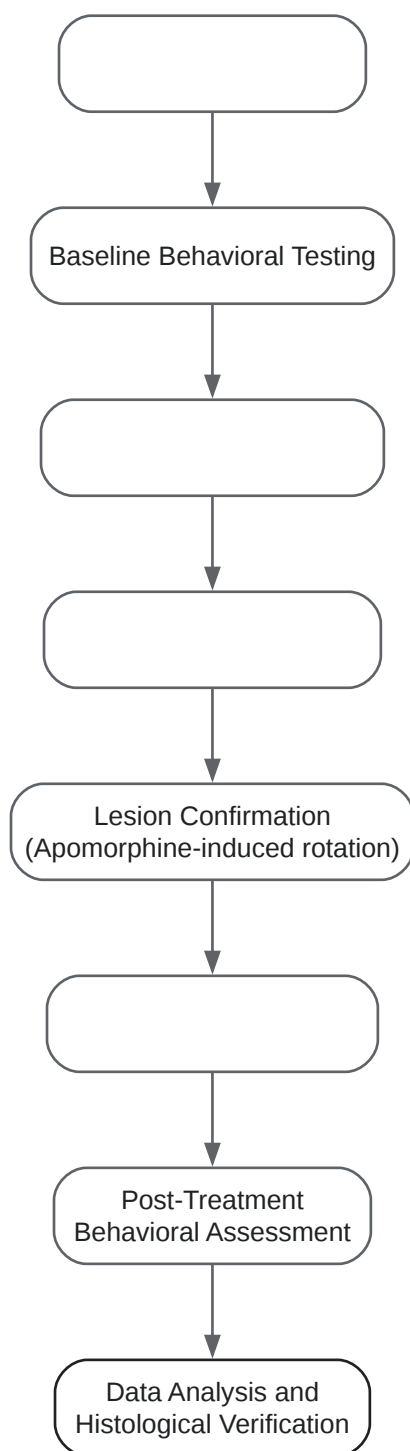 Baseline Behavioral Testing
Lesion Confirmation
(Apomorphine-induced rotation)
Post-Treatment
Behavioral Assessment
Data Analysis and
Histological Verification